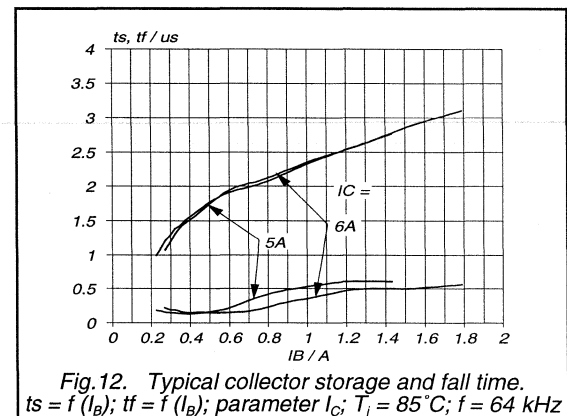 ts, tf / us
4
3.5
3
2.5
2
1.5
1
0.5
0
IC =
5A
6A
0 0.2 0.4 0.6 0.8 1 1.2 1.4 1.6 1.8 2
IB / A
Fig.12. Typical collector storage and fall time.
ts = f (IB); tf = f (IB); parameter IC; Tj = 85˚C; f = 64 kHz